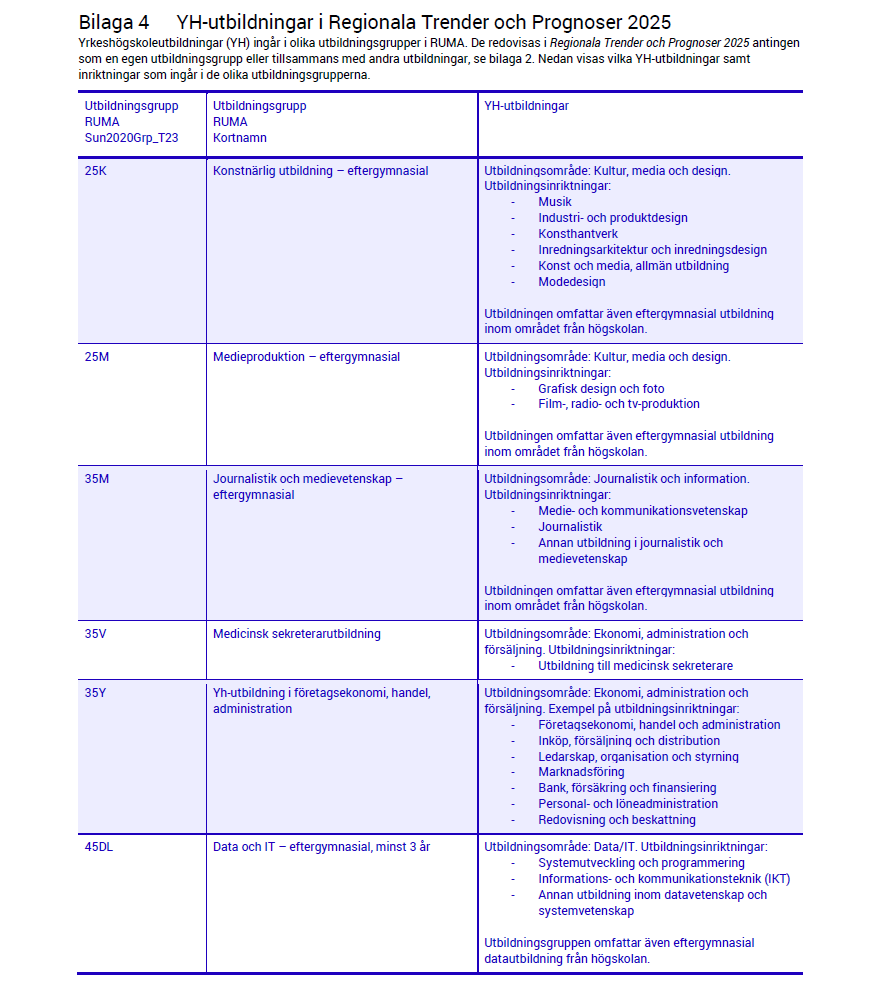 Bilaga 4 YH-utbildningar i Regionala Trender och Prognoser 2025
Yrkeshögskoleutbildningar (YH) ingår i olika utbildningsgrupper i RUMA. De redovisas i Regionala Trender och Prognoser 2025 antingen
som en egen utbildningsgrupp eller tillsammans med andra utbildningar, se bilaga 2. Nedan visas vilka YH-utbildningar samt
inriktningar som ingår i de olika utbildningsgrupperna.
Utbildningsgrupp
RUMA
Sun2020Grp_T23
Utbildningsgrupp
RUMA
Kortnamn
YH-utbildningar
25K
Konstnärlig utbildning – eftergymnasial
Utbildningsområde: Kultur, media och design.
Utbildningsinriktningar:
- Musik
- Industri- och produktdesign
- Konsthantverk
- Inredningsarkitektur och inredningsdesign
- Konst och media, allmän utbildning
- Modedesign
Utbildningen omfattar även eftergymnasial utbildning
inom området från högskolan.
25M
Medieproduktion – eftergymnasial
Utbildningsområde: Kultur, media och design.
Utbildningsinriktningar:
- Grafisk design och foto
- Film-, radio- och tv-produktion
Utbildningen omfattar även eftergymnasial utbildning
inom området från högskolan.
35M
Journalistik och medievetenskap –
eftergymnasial
Utbildningsområde: Journalistik och information.
Utbildningsinriktningar:
- Medie- och kommunikationsvetenskap
- Journalistik
- Annan utbildning i journalistik och
medievetenskap
Utbildningen omfattar även eftergymnasial utbildning
inom området från högskolan.
35V
Medicinsk sekreterarutbildning
Utbildningsområde: Ekonomi, administration och
försäljning. Utbildningsinriktningar:
- Utbildning till medicinsk sekreterare
35Y
Yh-utbildning i företagsekonomi, handel,
administration
Utbildningsområde: Ekonomi, administration och
försäljning. Exempel på utbildningsinriktningar:
- Företagsekonomi, handel och administration
- Inköp, försäljning och distribution
- Ledarskap, organisation och styrning
- Marknadsföring
- Bank, försäkring och finansiering
- Personal- och löneadministration
- Redovisning och beskattning
45DL
Data och IT – eftergymnasial, minst 3 år
Utbildningsområde: Data/IT. Utbildningsinriktningar:
- Systemutveckling och programmering
- Informations- och kommunikationsteknik (IKT)
- Annan utbildning inom datavetenskap och
systemvetenskap
Utbildningsgruppen omfattar även eftergymnasial
datautbildning från högskolan.